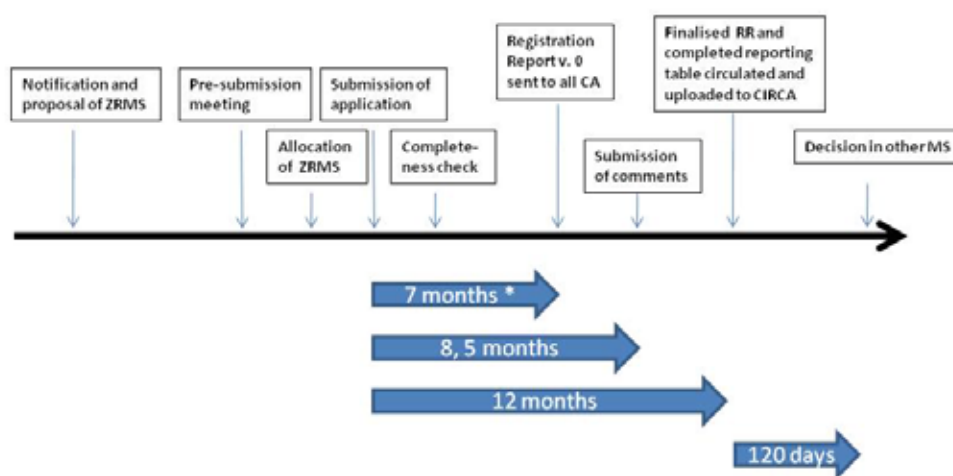 Notification and
proposal of ZRMS
Pre-submission
meeting
Allocation
of ZRMS
Submission of
application
Complete-
ness check
Registration
Report v. 0
sent to all CA
Submission
of comments
Finalised RR and
completed reporting
table circulated and
uploaded to CIRCA
Decision in other MS
7 months *
8, 5 months
12 months
120 days